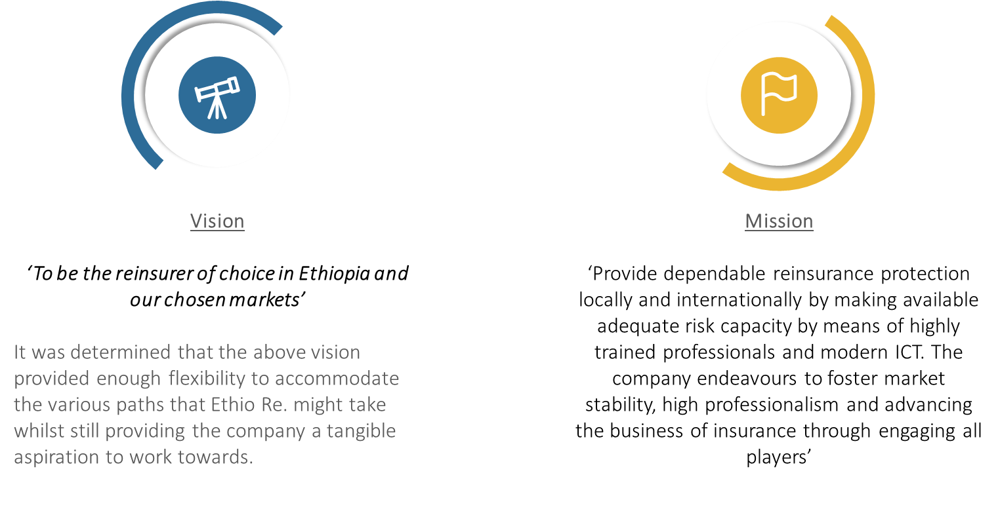 Vision
‘To be the reinsurer of choice in Ethiopia and
our chosen markets’
It was determined that the above vision
provided enough flexibility to accommodate
the various paths that Ethio Re. might take
whilst still providing the company a tangible
aspiration to work towards.
Mission
‘Provide dependable reinsurance protection
locally and internationally by making available
adequate risk capacity by means of highly
trained professionals and modern ICT. The
company endeavours to foster market
stability, high professionalism and advancing
the business of insurance through engaging all
players’